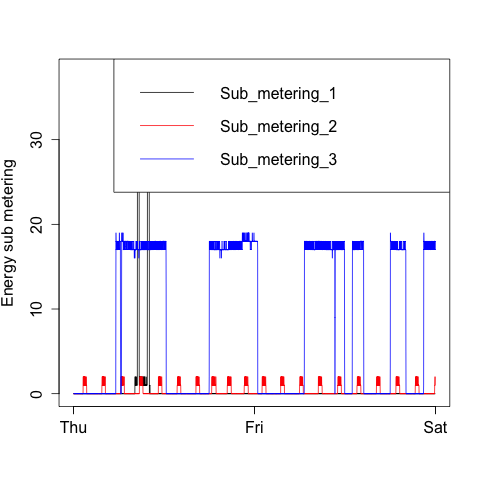 Sub_metering_1
Sub_metering_2
Sub_metering_3
Energy sub metering
30
20
10
0
Thu Fri Sat